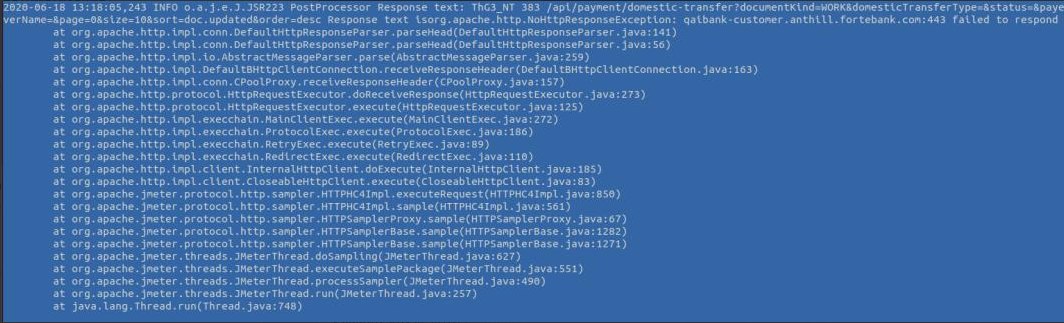 2020-06-18 13:18:05,243 INFO o.a.j.e.J.JSR223 PostProcessor Response text: ThG3_NT 383 /api/payment/domestic-transfer?documentKind=WORK&domesticTransferType=&status=&paye
verName=&page=0&size=10&sort=doc.updated&order=desc Response text isorg.apache.http.NoHttpResponseException: qaibank-customer.anthill.fortebank.com:443 failed to respond
at org.apache.http.impl.conn.DefaultHttpResponseParser.parseHead(DefaultHttpResponseParser.java:141)
at org.apache.http.impl.conn.DefaultHttpResponseParser.parseHead(DefaultHttpResponseParser.java:56)
at org.apache.http.impl.io.AbstractMessageParser.parse(AbstractMessageParser.java:259)
at org.apache.http.impl.DefaultBHttpClientConnection.receiveResponseHeader(DefaultBHttpClientConnection.java:163)
at org.apache.http.impl.conn.CPoolProxy.receiveResponseHeader(CPoolProxy.java:157)
at org.apache.http.protocol.HttpRequestExecutor.doReceiveResponse(HttpRequestExecutor.java:273)
at org.apache.http.protocol.HttpRequestExecutor.execute(HttpRequestExecutor.java:125)
at org.apache.http.impl.execchain.MainClientExec.execute(MainClientExec.java:272)
at org.apache.http.impl.execchain.ProtocolExec.execute(ProtocolExec.java:186)
at org.apache.http.impl.execchain.RetryExec.execute(RetryExec.java:89)
at org.apache.http.impl.execchain.RedirectExec.execute(RedirectExec.java:110)
at org.apache.http.impl.client.InternalHttpClient.doExecute(InternalHttpClient.java:185)
at org.apache.http.impl.client.CloseableHttpClient.execute(CloseableHttpClient.java:83)
at org.apache.jmeter.protocol.http.sampler.HTTPHC4Impl.executeRequest(HTTPHC4Impl.java:850)
at org.apache.jmeter.protocol.http.sampler.HTTPHC4Impl.sample(HTTPHC4Impl.java:561)
at org.apache.jmeter.protocol.http.sampler.HTTPSamplerProxy.sample(HTTPSamplerProxy.java:67)
at org.apache.jmeter.protocol.http.sampler.HTTPSamplerBase.sample(HTTPSamplerBase.java:1282)
at org.apache.jmeter.protocol.http.sampler.HTTPSamplerBase.sample(HTTPSamplerBase.java:1271)
at org.apache.jmeter.threads.JMeterThread.doSampling(JMeterThread.java:627)
at org.apache.jmeter.threads.JMeterThread.executeSamplePackage(JMeterThread.java:551)
at org.apache.jmeter.threads.JMeterThread.processSampler(JMeterThread.java:490)
at org.apache.jmeter.threads.JMeterThread.run(JMeterThread.java:257)
at java.lang.Thread.run(Thread.java:748)